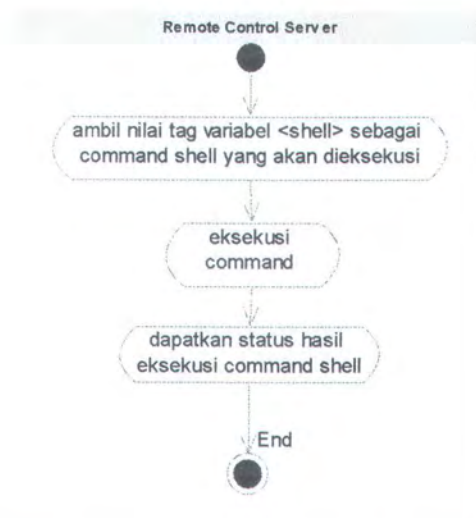 Remote Control Server
ambil nilai tag variabel <shell> sebagai
command shell yang akan dieksekusi
eksekusi
command
dapatkan status hasil
eksekusi command shell
End